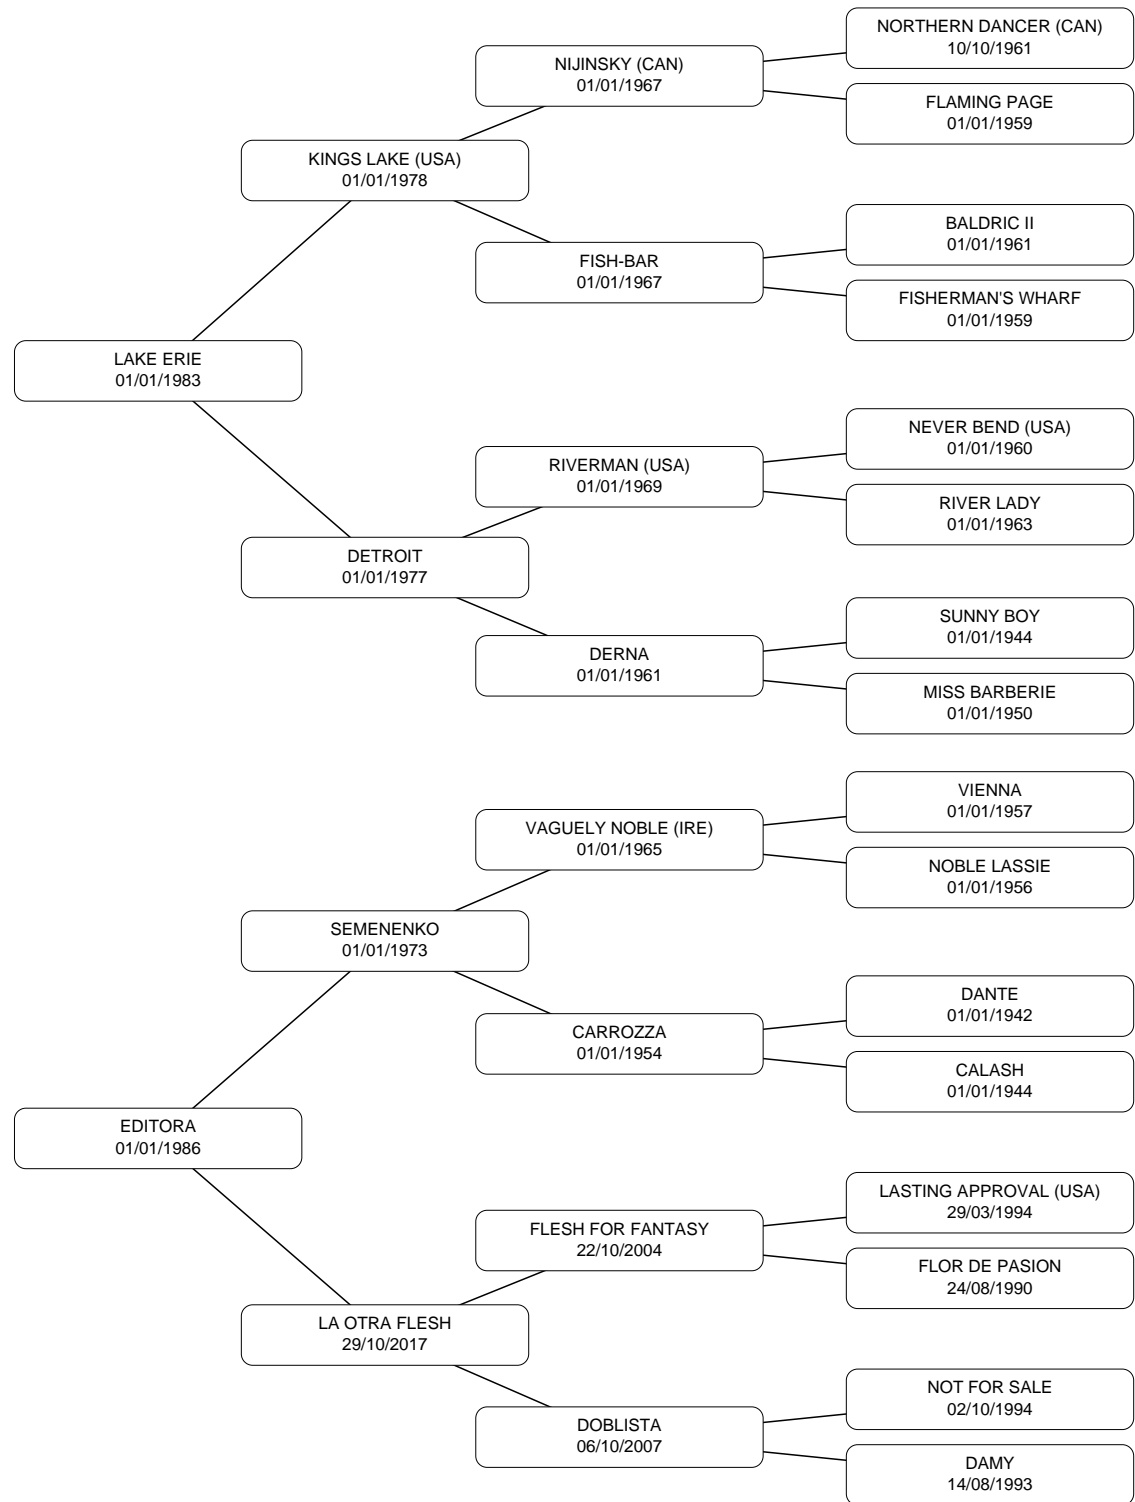 NORTHERN DANCER (CAN)
10/10/1961
NIJINSKY (CAN)
01/01/1967
FLAMING PAGE
01/01/1959
KINGS LAKE (USA)
01/01/1978
BALDRIC II
01/01/1961
FISH-BAR
01/01/1967
FISHERMAN'S WHARF
01/01/1959
LAKE ERIE
01/01/1983
NEVER BEND (USA)
01/01/1960
RIVERMAN (USA)
01/01/1969
RIVER LADY
01/01/1963
DETROIT
01/01/1977
SUNNY BOY
01/01/1944
DERNA
01/01/1961
MISS BARBERIE
01/01/1950
VIENNA
01/01/1957
VAGUELY NOBLE (IRE)
01/01/1965
NOBLE LASSIE
01/01/1956
SEMENENKO
01/01/1973
DANTE
01/01/1942
CARROZZA
01/01/1954
CALASH
01/01/1944
EDITORA
01/01/1986
LASTING APPROVAL (USA)
29/03/1994
FLESH FOR FANTASY
22/10/2004
FLOR DE PASION
24/08/1990
LA OTRA FLESH
29/10/2017
NOT FOR SALE
02/10/1994
DOBLISTA
06/10/2007
DAMY
14/08/1993